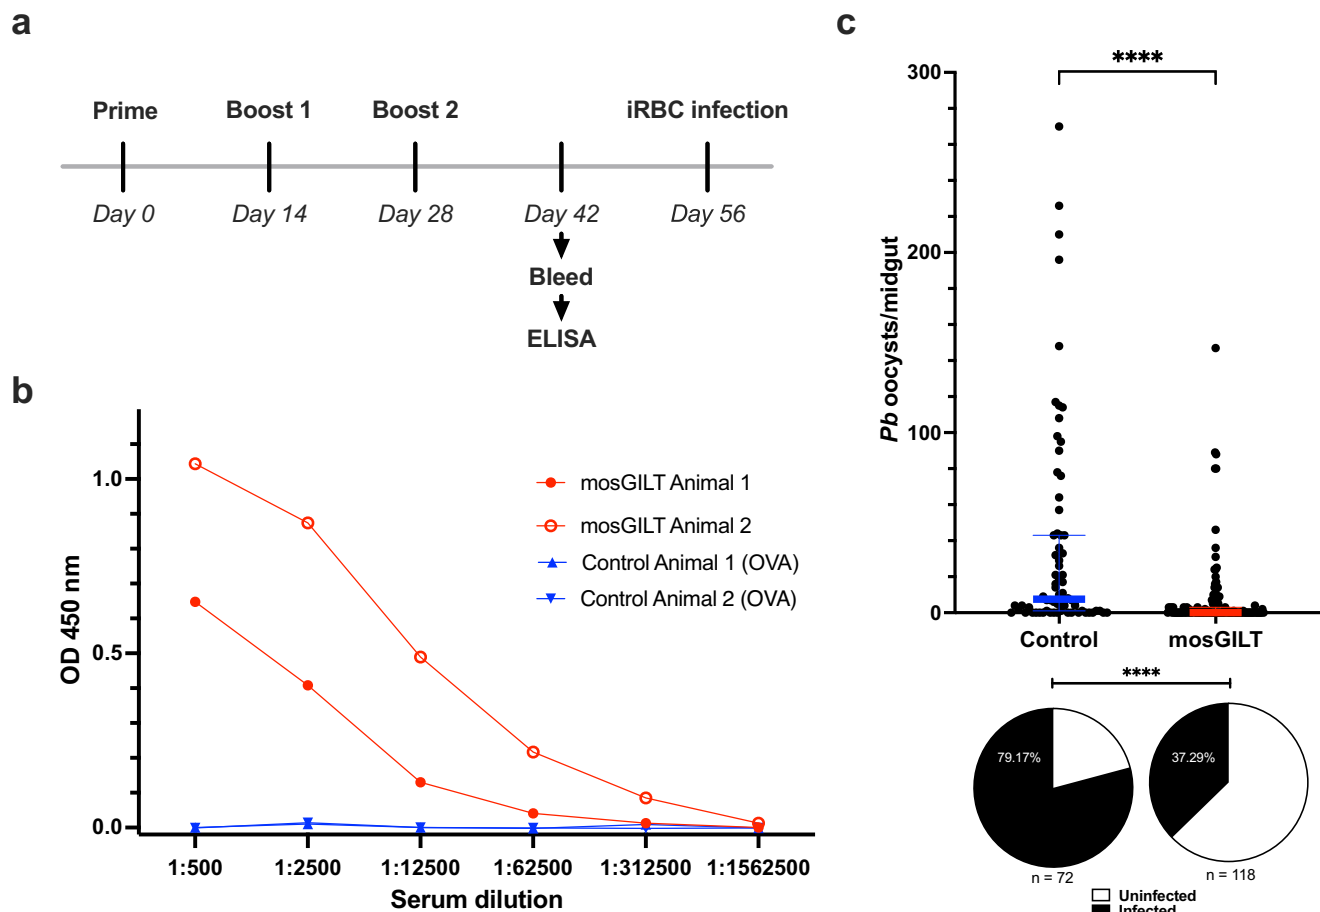 a
Prime Boost 1 Boost 2 iRBC infection
Day 0 Day 14 Day 28 Day 42 Day 56
Bleed
ELISA
b
OD 450 nm
1.0
0.5
0.0
mosGILT Animal 1
mosGILT Animal 2
Control Animal 1 (OVA)
Control Animal 2 (OVA)
1:500 1:2500 1:12500 1:62500 1:312500 1:1562500
Serum dilution
c
****
Pb oocysts/midgut
300
200
100
0
Control mosGILT
****
79.17% 37.29%
n = 72 n = 118
Uninfected
Infected